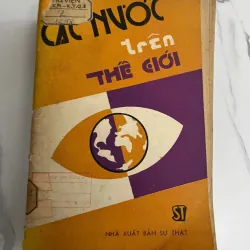 CÁC NƯỚC
trên
THẾ GIỚI
NHÀ XUẤT BẢN SỰ THẬT
ST